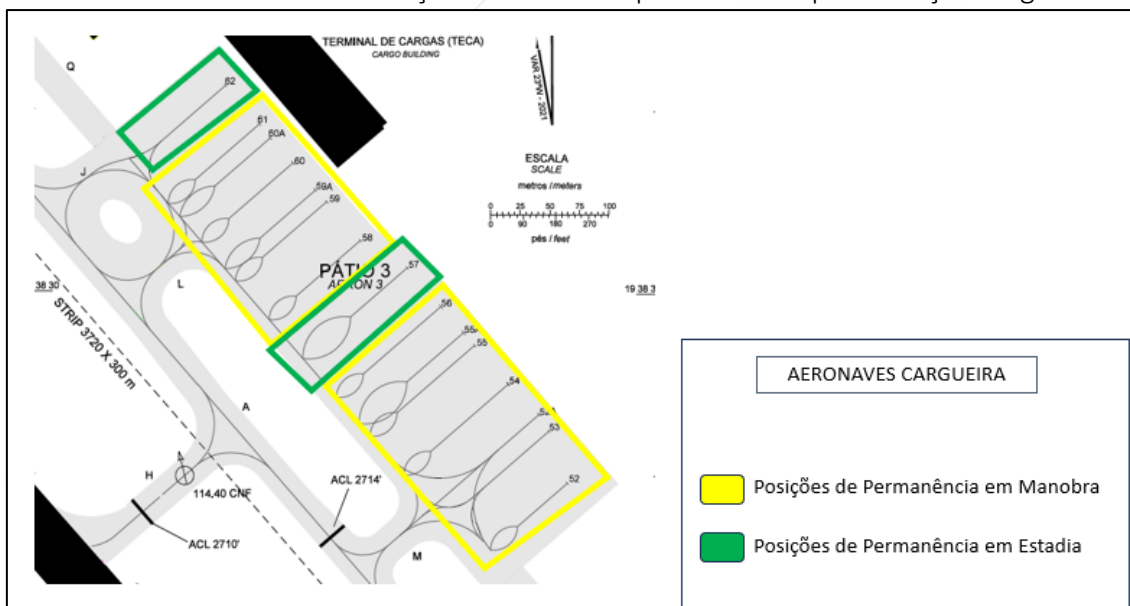 TERMINAL DE CARGAS (TECA)
CARGO BUILDING
Q
62
VAR 23°W - 2021
61
60A
60
ESCALA
SCALE
metros / meters
0 25 50 75 100
0 90 180 270
pés / feet
J
59A
59
58
PÁTIO 3
APRON 3
57
38 30
L
19 38 3
56
55A
55
STRIP 3720 X 300 m
54
A
53
52
H
114,40 CNF
ACL 2714'
ACL 2710'
M
AERONAVES CARGUEIRA
Posições de Permanência em Manobra
Posições de Permanência em Estadia